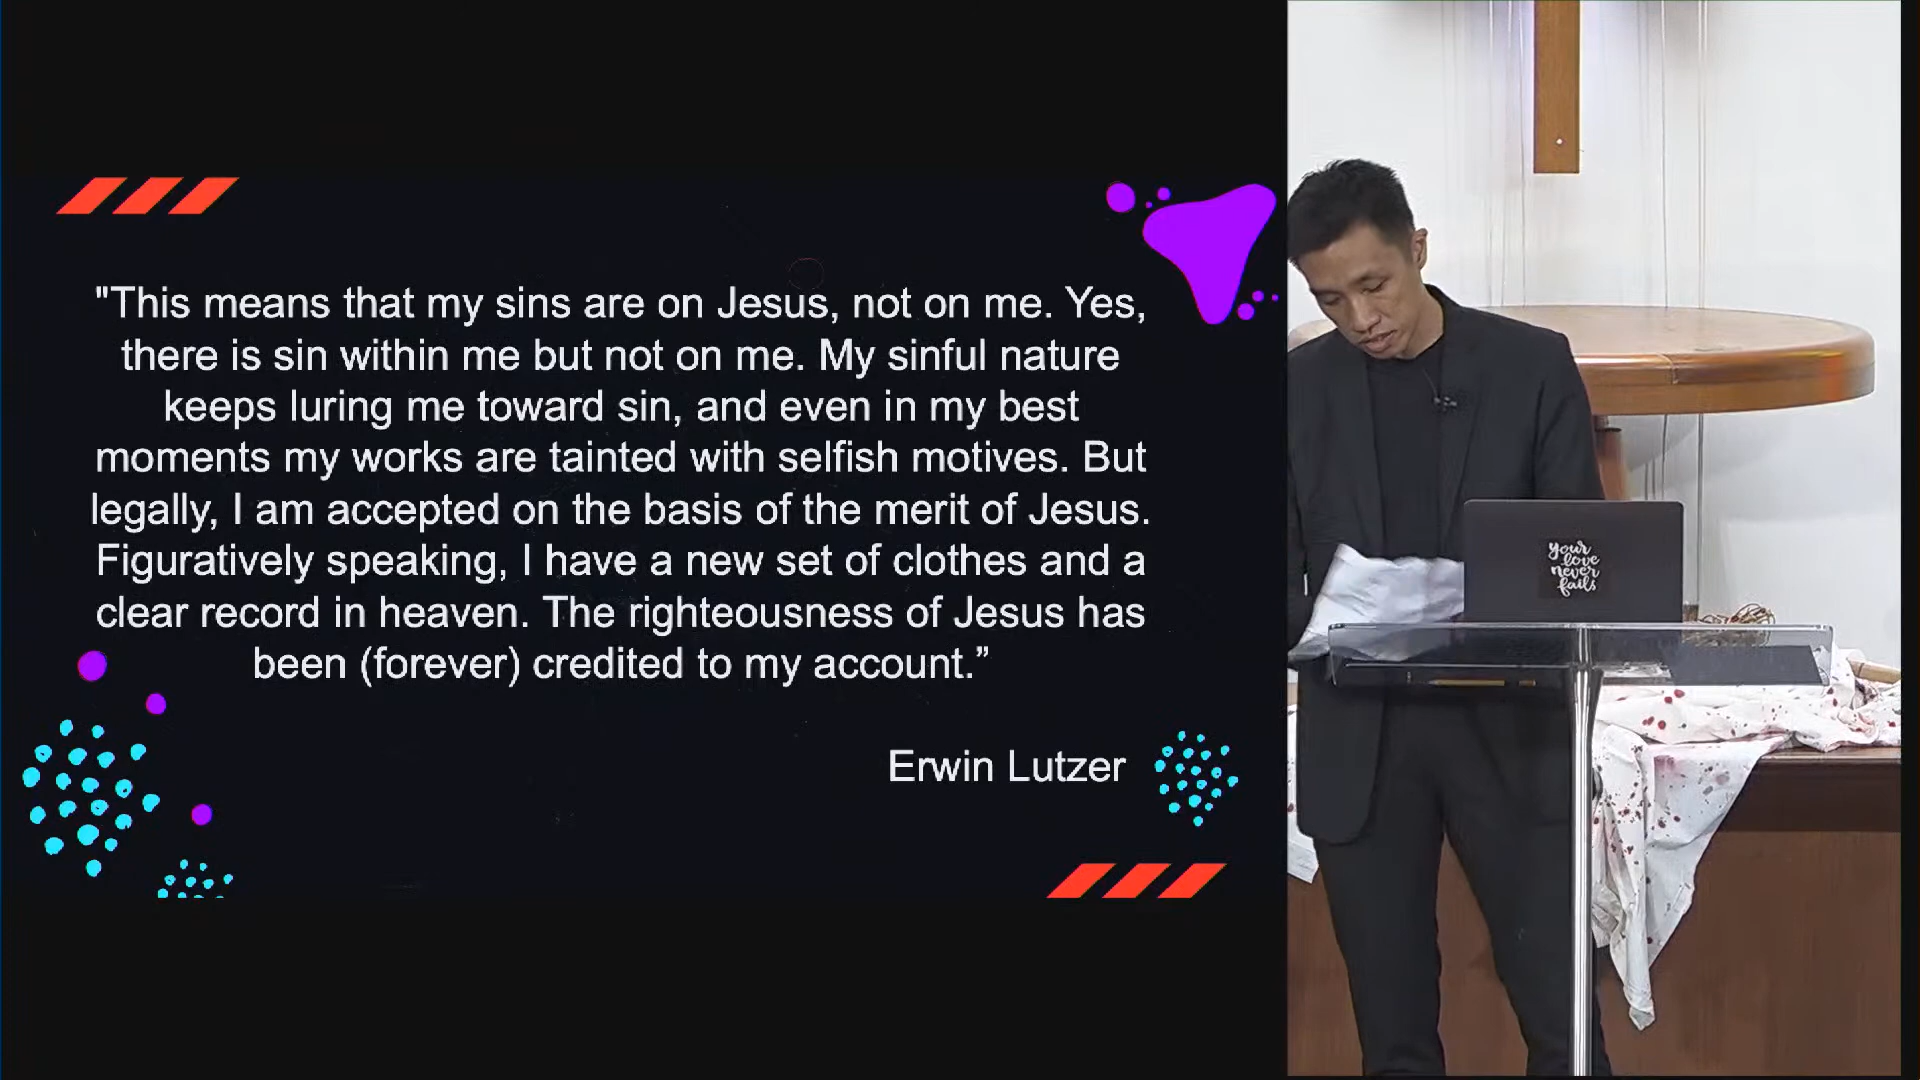 "This means that my sins are on Jesus, not on me. Yes,
there is sin within me but not on me. My sinful nature
keeps luring me toward sin, and even in my best
moments my works are tainted with selfish motives. But
legally, I am accepted on the basis of the merit of Jesus.
Figuratively speaking, I have a new set of clothes and a
clear record in heaven. The righteousness of Jesus has
been (forever) credited to my account.”
Erwin Lutzer
your
love
never
fails